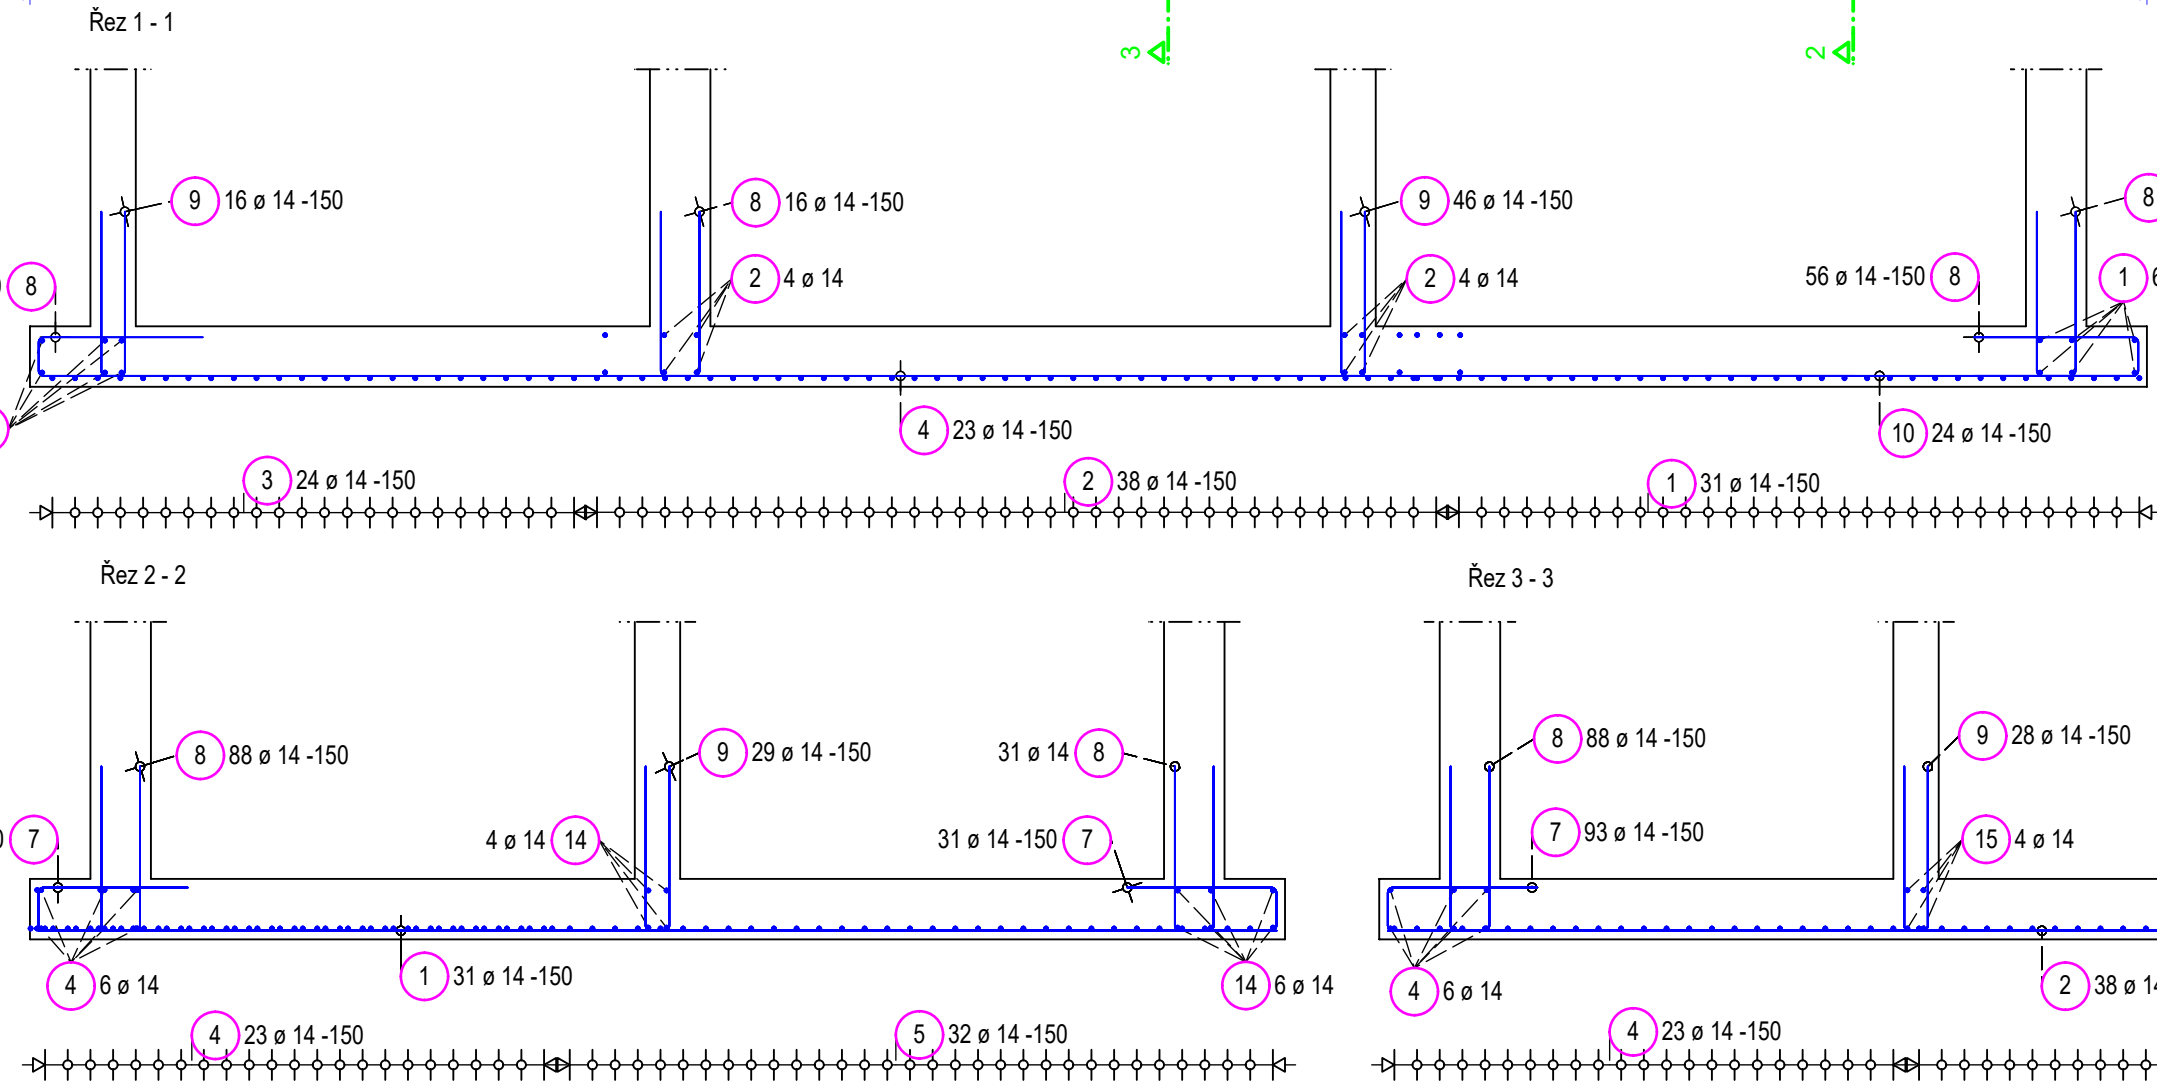 Řez 1 - 1
3
2
9 16 ø 14 -150
8 16 ø 14 -150
9 46 ø 14 -150
8
8
2 4 ø 14
2 4 ø 14
56 ø 14 -150 8
1 6
4 23 ø 14 -150
10 24 ø 14 -150
3 24 ø 14 -150
2 38 ø 14 -150
1 31 ø 14 -150
Řez 2 - 2
8 88 ø 14 -150
9 29 ø 14 -150
31 ø 14 8
7
4 ø 14 14
31 ø 14 -150 7
4 6 ø 14
1 31 ø 14 -150
14 6 ø 14
4 23 ø 14 -150
5 32 ø 14 -150
Řez 3 - 3
8 88 ø 14 -150
9 28 ø 14 -150
7 93 ø 14 -150
15 4 ø 14
4 6 ø 14
2 38 ø 14
4 23 ø 14 -150